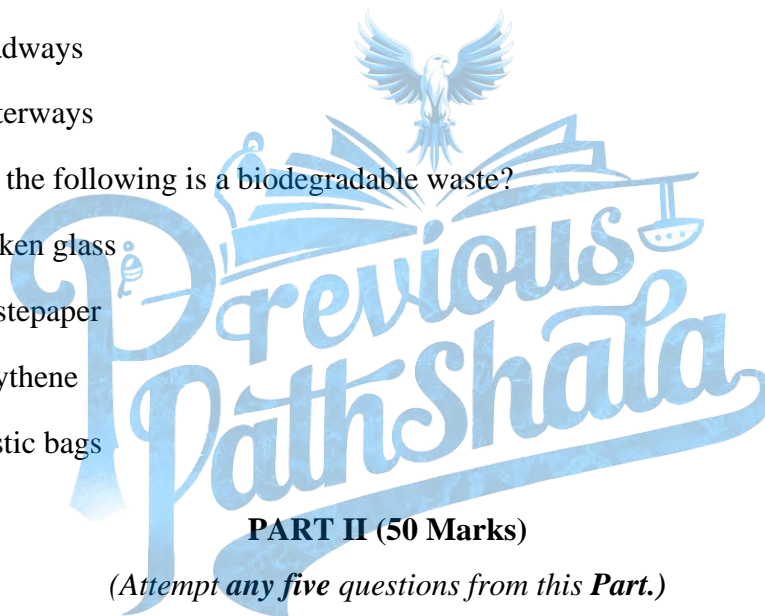 adways
terways
the following is a biodegradable waste?
ken glass
stepaper
ythene
stic bags
Previous
PathShala
PART II (50 Marks)
(Attempt any five questions from this Part.)